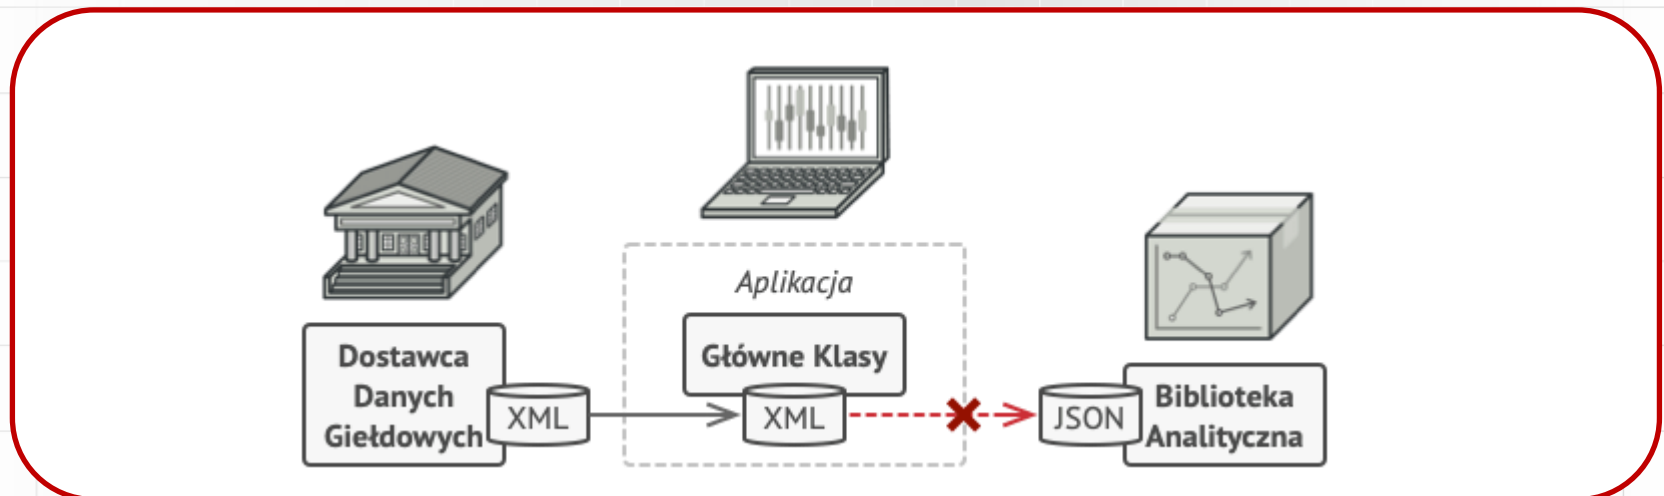 Aplikacja
Dostawca
Danych
Giełdowych
XML
Główne Klasy
XML
JSON
Biblioteka
Analityczna